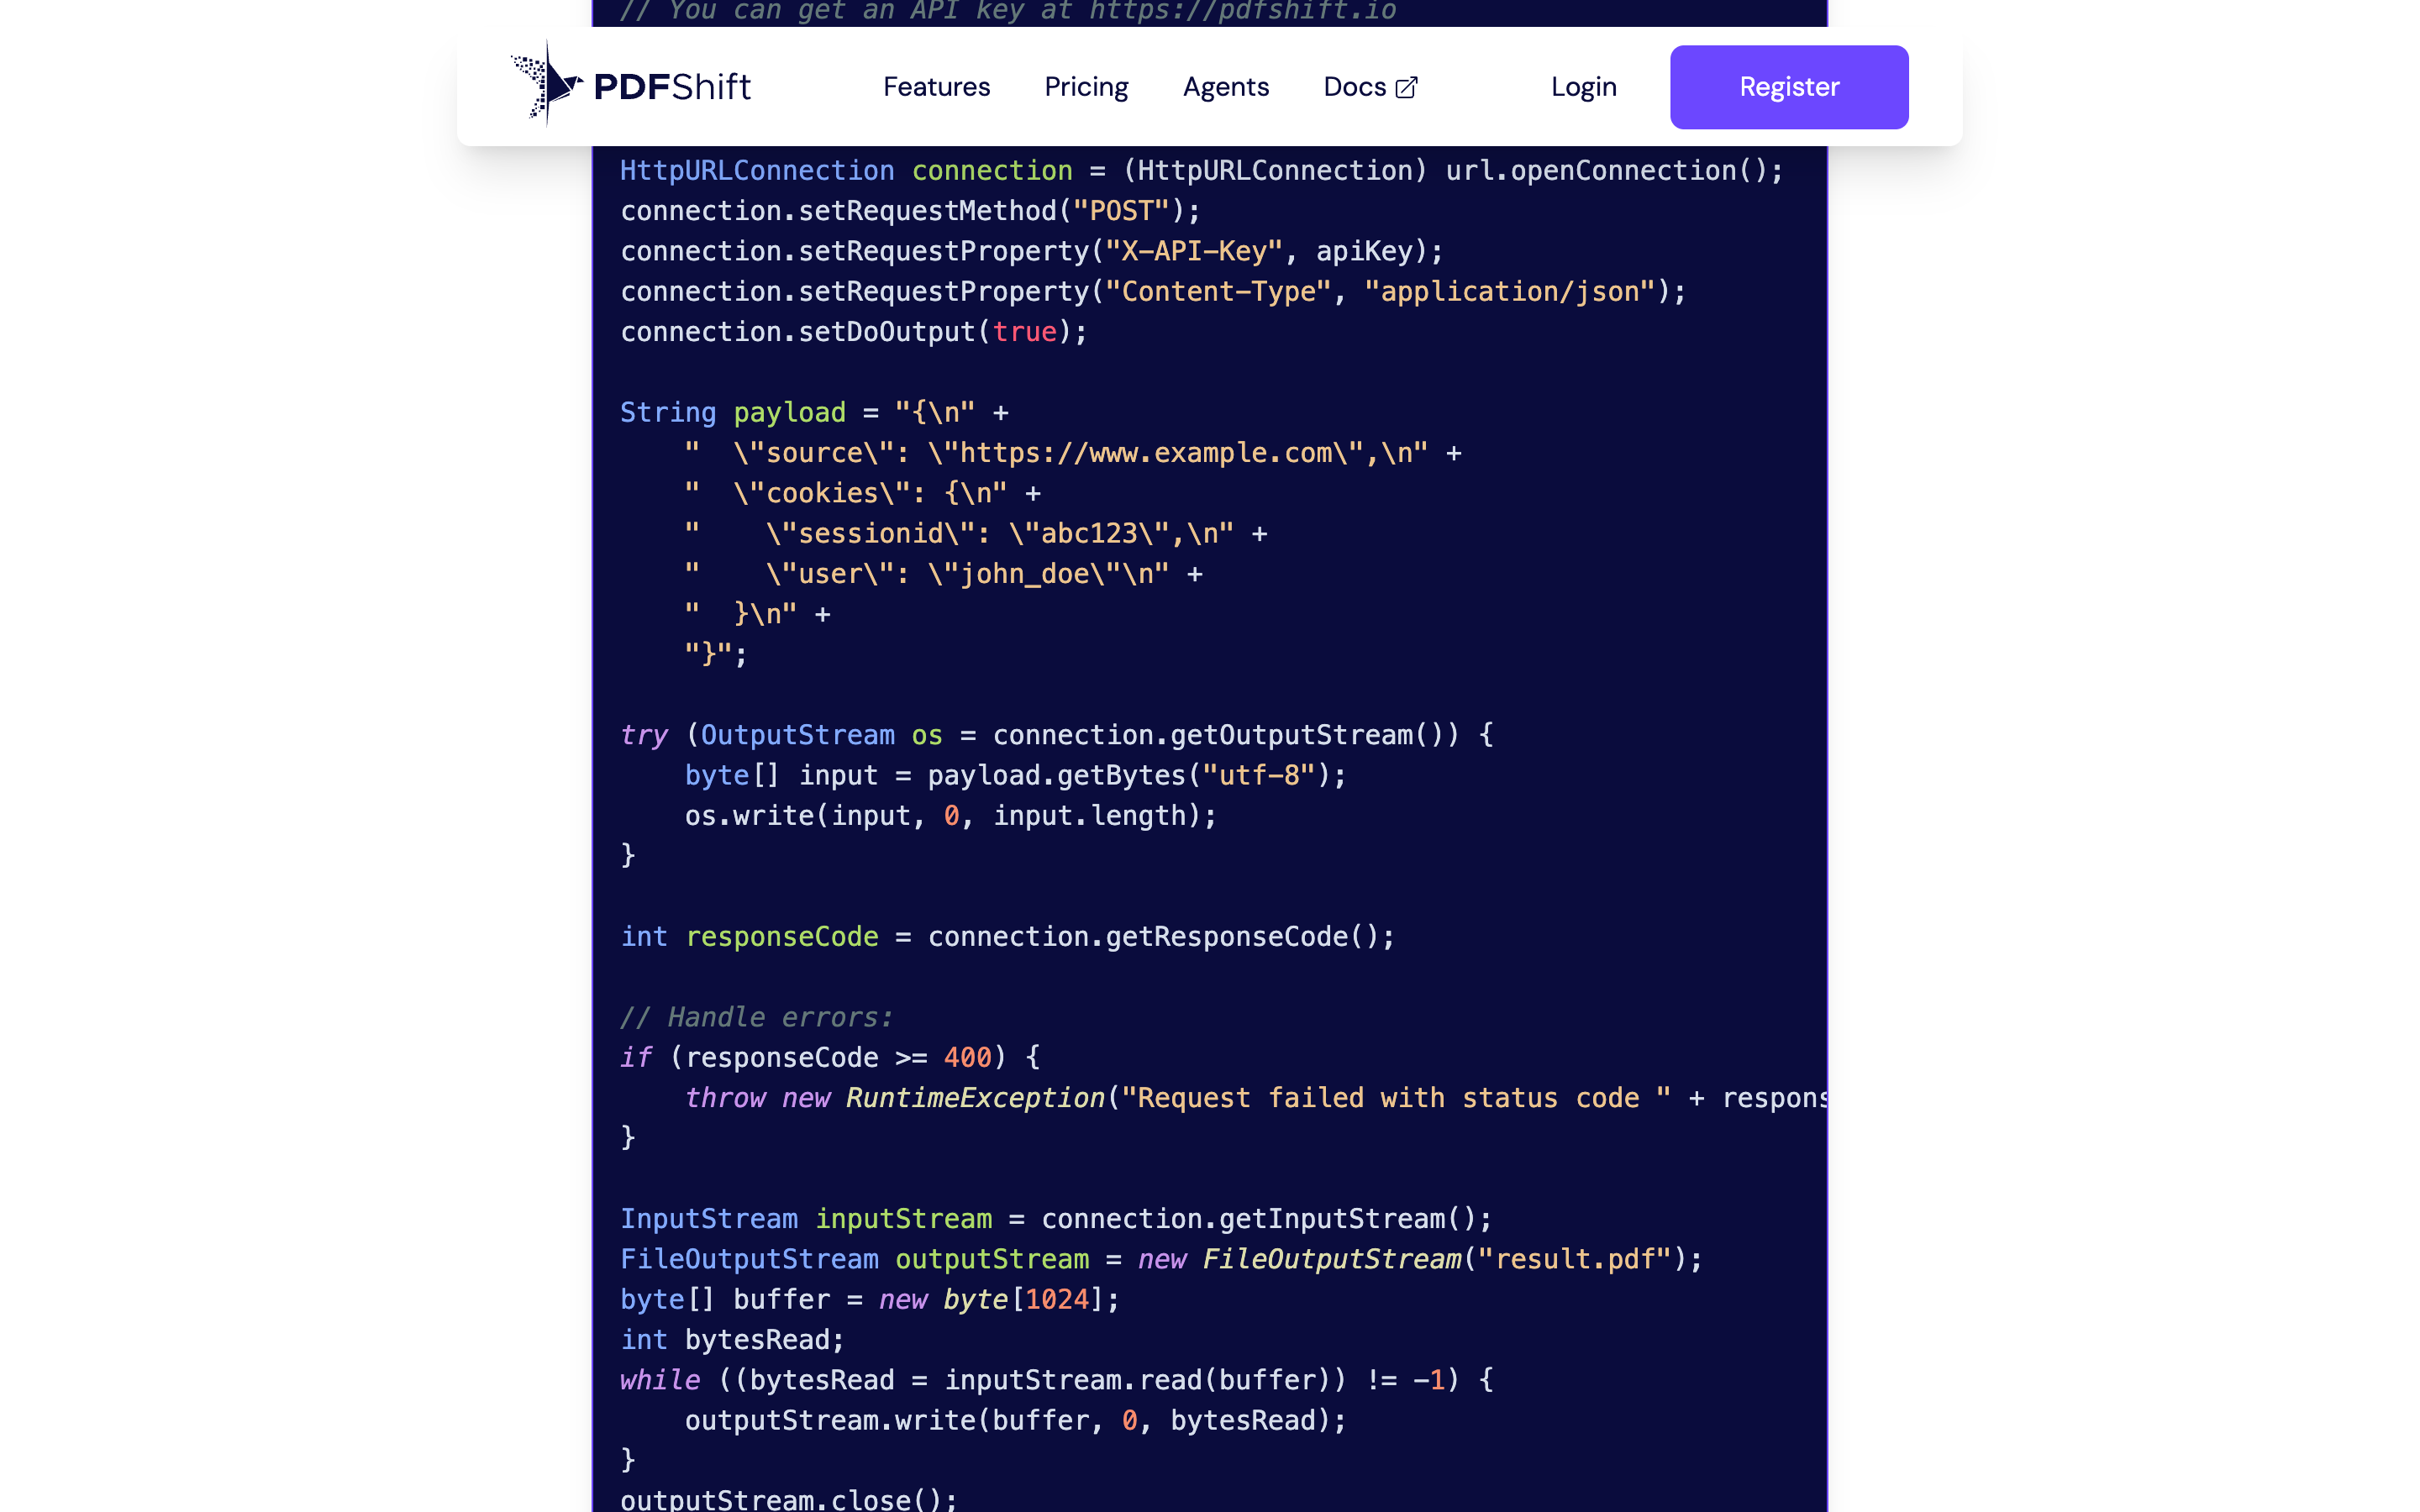 // You can get an API key at https://pdfshift.io
PDFShift
Features
Pricing
Agents
Docs
Login
Register
HttpURLConnection connection = (HttpURLConnection) url.openConnection();
connection.setRequestMethod("POST");
connection.setRequestProperty("X-API-Key", apiKey);
connection.setRequestProperty("Content-Type", "application/json");
connection.setDoOutput(true);
String payload = "{\n" +
    "  \"source\": \"https://www.example.com\",\n" +
    "  \"cookies\": {\n" +
    "    \"sessionid\": \"abc123\",\n" +
    "    \"user\": \"john_doe\"\n" +
    "  }\n" +
    "}";
try (OutputStream os = connection.getOutputStream()) {
    byte[] input = payload.getBytes("utf-8");
    os.write(input, 0, input.length);
}
int responseCode = connection.getResponseCode();
// Handle errors:
if (responseCode >= 400) {
    throw new RuntimeException("Request failed with status code " + respons
}
InputStream inputStream = connection.getInputStream();
FileOutputStream outputStream = new FileOutputStream("result.pdf");
byte[] buffer = new byte[1024];
int bytesRead;
while ((bytesRead = inputStream.read(buffer)) != -1) {
    outputStream.write(buffer, 0, bytesRead);
}
outputStream.close();